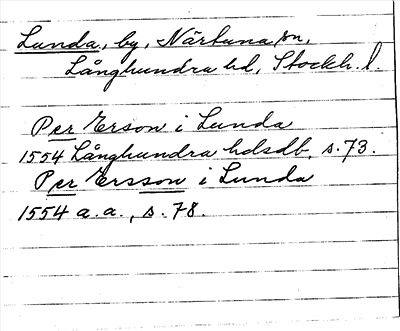 Lunda, by, Närtuna sn,
Långhundra hd, Stockh. l.
Per Erson i Lunda
1554 Långhundra hdsdb, s. 73.
Per Ersson i Lunda
1554 a. a., s. 78.